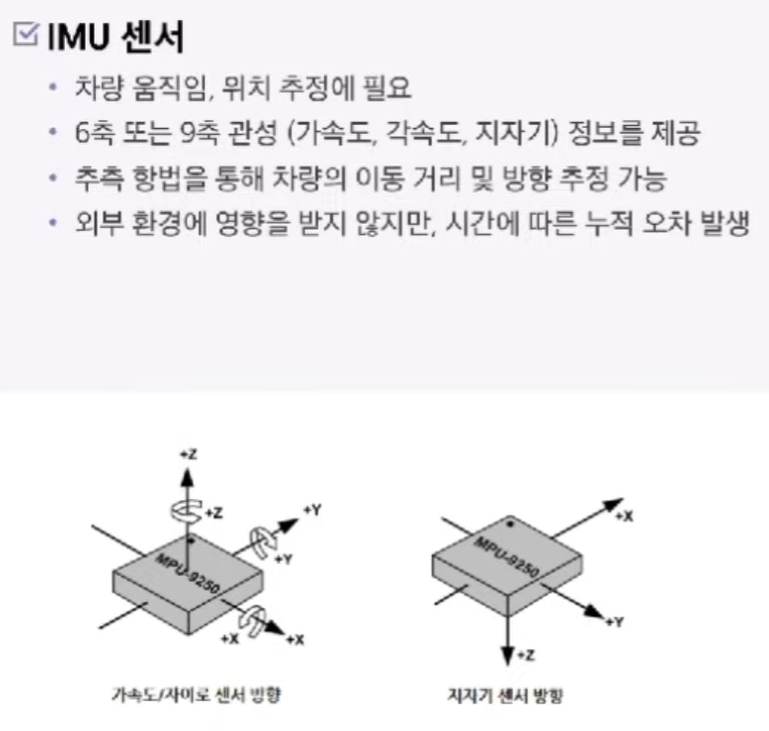 IMU 센서
• 차량 움직임, 위치 추정에 필요
• 6축 또는 9축 관성 (가속도, 각속도, 지자기) 정보를 제공
• 추측 항법을 통해 차량의 이동 거리 및 방향 추정 가능
• 외부 환경에 영향을 받지 않지만, 시간에 따른 누적 오차 발생
+Z
+Z
+Y
+Y
MPU-9250
+X
+X
가속도/자이로 센서 방향
+X
MPU-9250
+Y
+Z
지자기 센서 방향